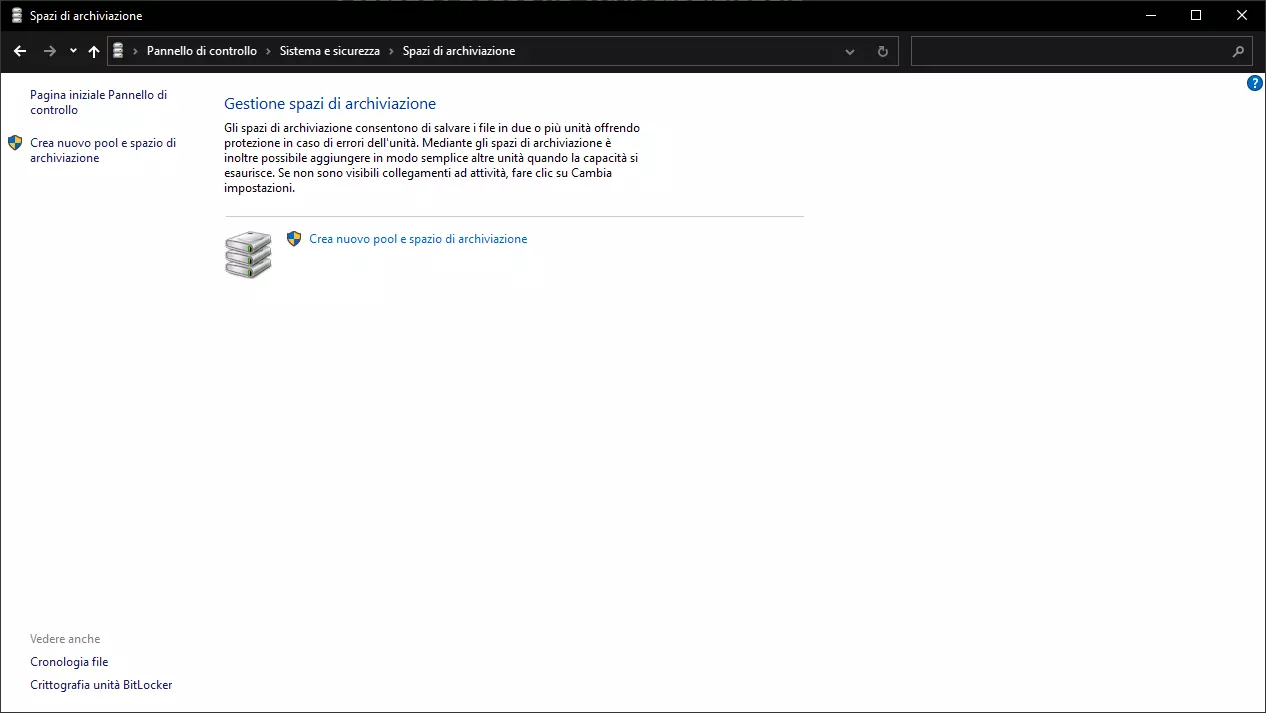 Spazi di archiviazione
Pannello di controllo > Sistema e sicurezza > Spazi di archiviazione
Pagina iniziale Pannello di
controllo
Crea nuovo pool e spazio di
archiviazione
Gestione spazi di archiviazione
Gli spazi di archiviazione consentono di salvare i file in due o più unità offrendo
protezione in caso di errori dell'unità. Mediante gli spazi di archiviazione è
inoltre possibile aggiungere in modo semplice altre unità quando la capacità si
esaurisce. Se non sono visibili collegamenti ad attività, fare clic su Cambia
impostazioni.
Crea nuovo pool e spazio di archiviazione
Vedere anche
Cronologia file
Crittografia unità BitLocker